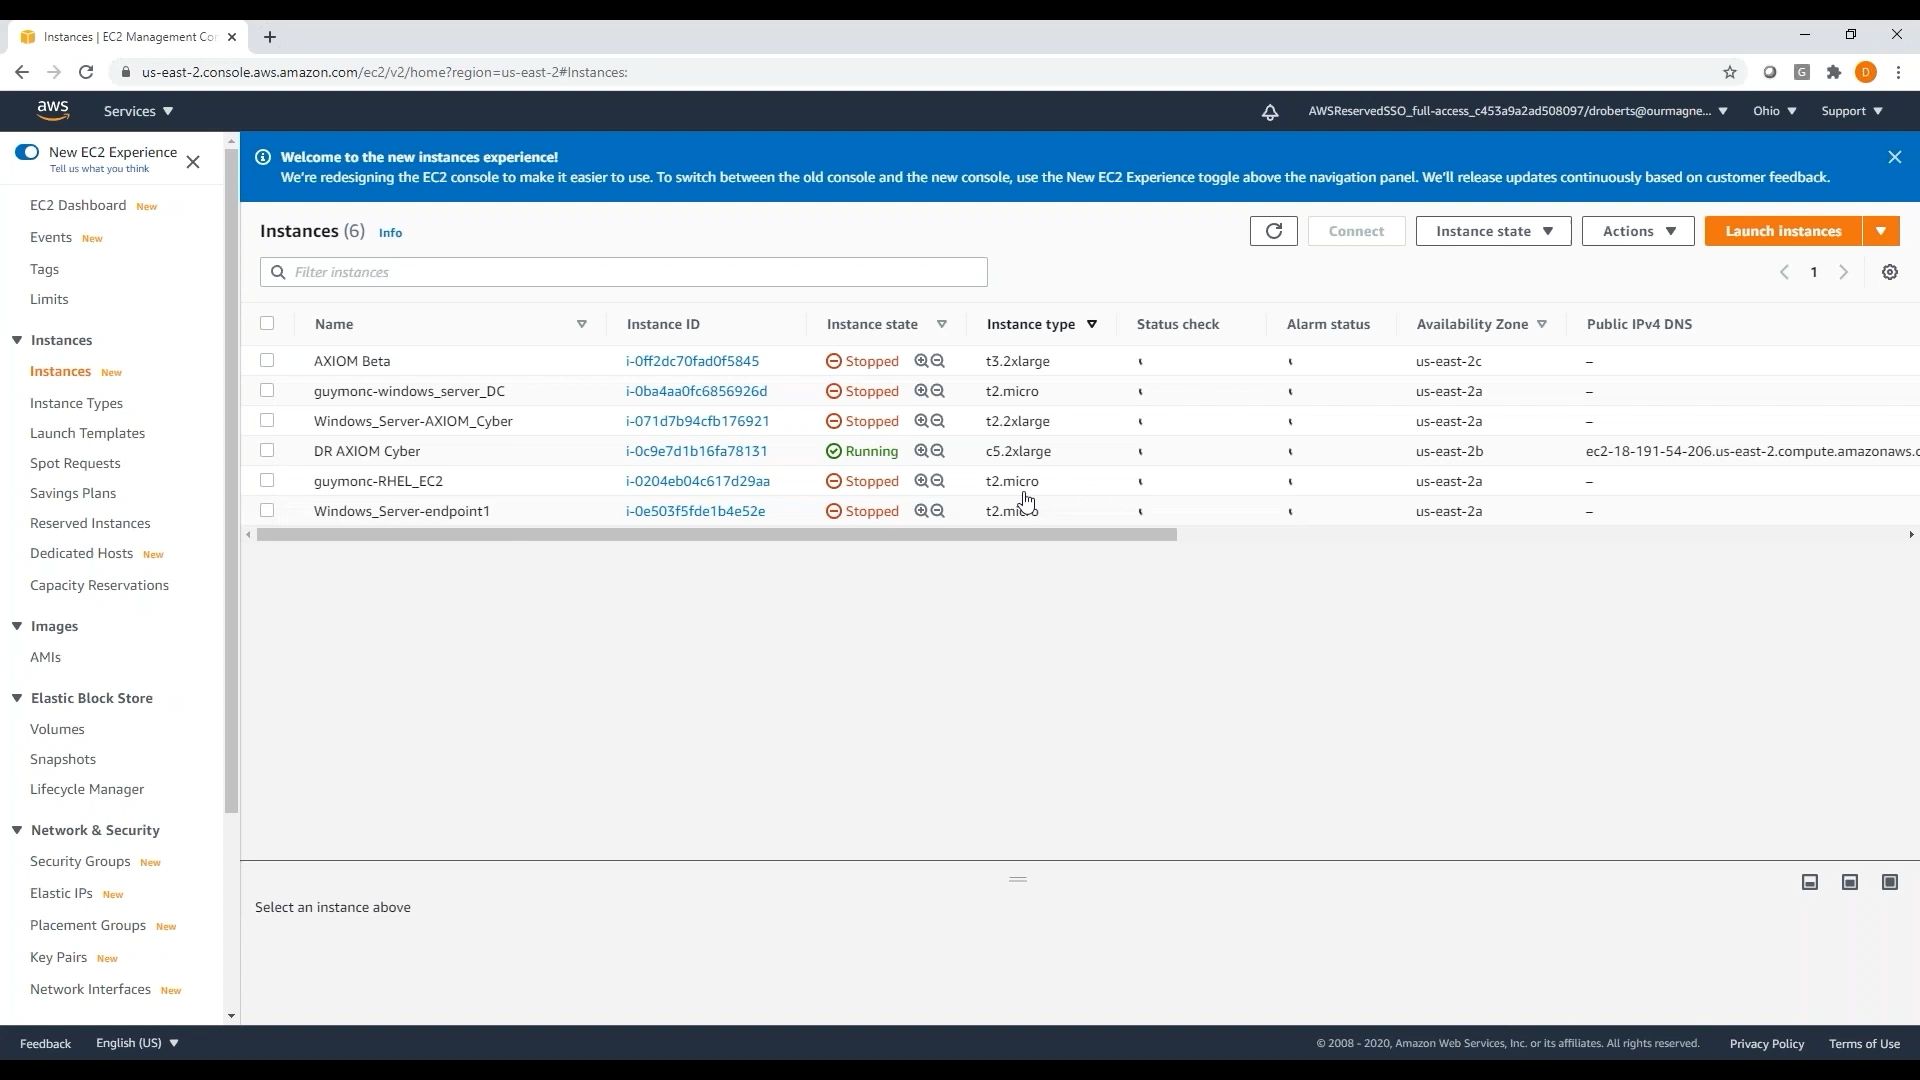 Instances | EC2 Management Con
us-east-2.console.aws.amazon.com/ec2/v2/home?region=us-east-2#Instances:
G
D
aws
Services
AWSReservedSSO_full-access_c453a9a2ad508097/droberts@ourmagne...
Ohio
Support
New EC2 Experience
Tell us what you think
EC2 Dashboard New
Events New
Tags
Limits
Instances
Instances New
Instance Types
Launch Templates
Spot Requests
Savings Plans
Reserved Instances
Dedicated Hosts New
Capacity Reservations
Images
AMIs
Elastic Block Store
Volumes
Snapshots
Lifecycle Manager
Network & Security
Security Groups New
Elastic IPs New
Placement Groups New
Key Pairs New
Network Interfaces New
Welcome to the new instances experience!
We're redesigning the EC2 console to make it easier to use. To switch between the old console and the new console, use the New EC2 Experience toggle above the navigation panel. We'll release updates continuously based on customer feedback.
Instances (6) Info
Connect
Instance state
Actions
Launch instances
Filter instances
1
Name Instance ID Instance state Instance type Status check Alarm status Availability Zone Public IPv4 DNS
AXIOM Beta i-0ff2dc70fad0f5845 Stopped t3.2xlarge us-east-2c –
guymonc-windows_server_DC i-0ba4aa0fc6856926d Stopped t2.micro us-east-2a –
Windows_Server-AXIOM_Cyber i-071d7b94cfb176921 Stopped t2.2xlarge us-east-2a –
DR AXIOM Cyber i-0c9e7d1b16fa78131 Running c5.2xlarge us-east-2b ec2-18-191-54-206.us-east-2.compute.amazonaws.c
guymonc-RHEL_EC2 i-0204eb04c617d29aa Stopped t2.micro us-east-2a –
Windows_Server-endpoint1 i-0e503f5fde1b4e52e Stopped t2.micro us-east-2a –
Select an instance above
Feedback
English (US)
© 2008 - 2020, Amazon Web Services, Inc. or its affiliates. All rights reserved.
Privacy Policy
Terms of Use